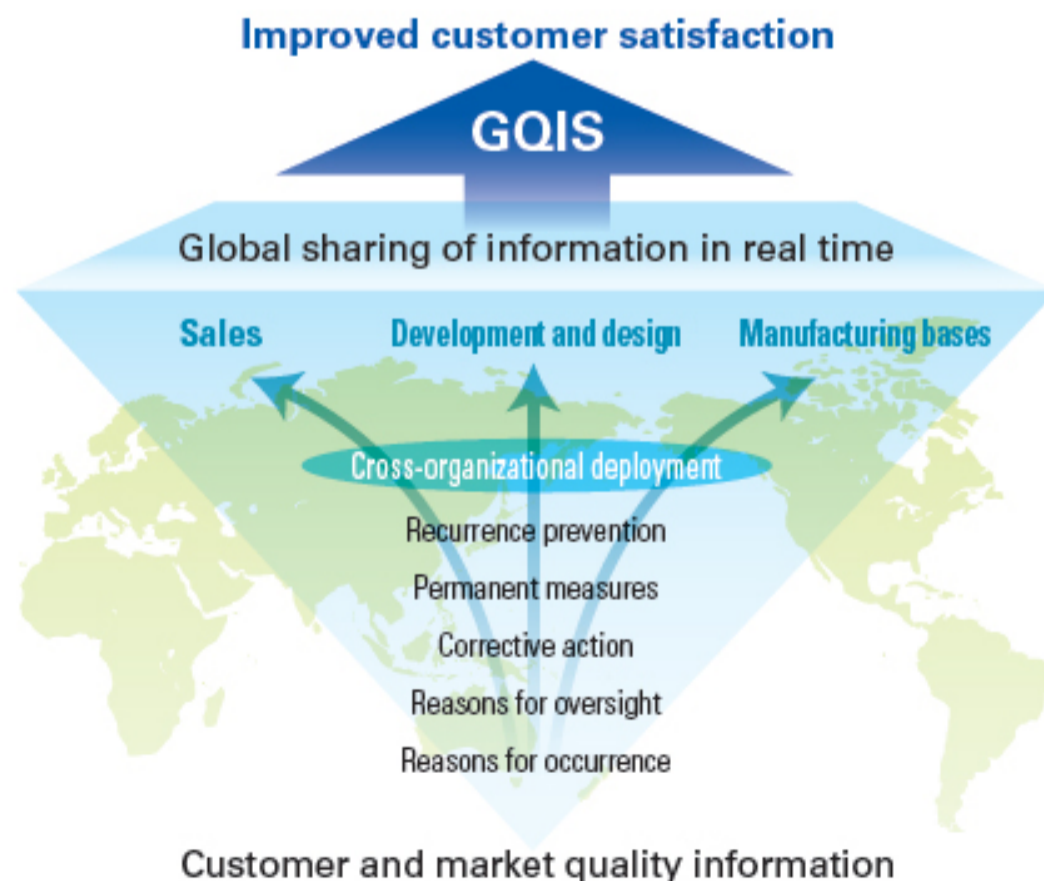 Improved customer satisfaction
GQIS
Global sharing of information in real time
Sales
Development and design
Manufacturing bases
Cross-organizational deployment
Recurrence prevention
Permanent measures
Corrective action
Reasons for oversight
Reasons for occurrence
Customer and market quality information